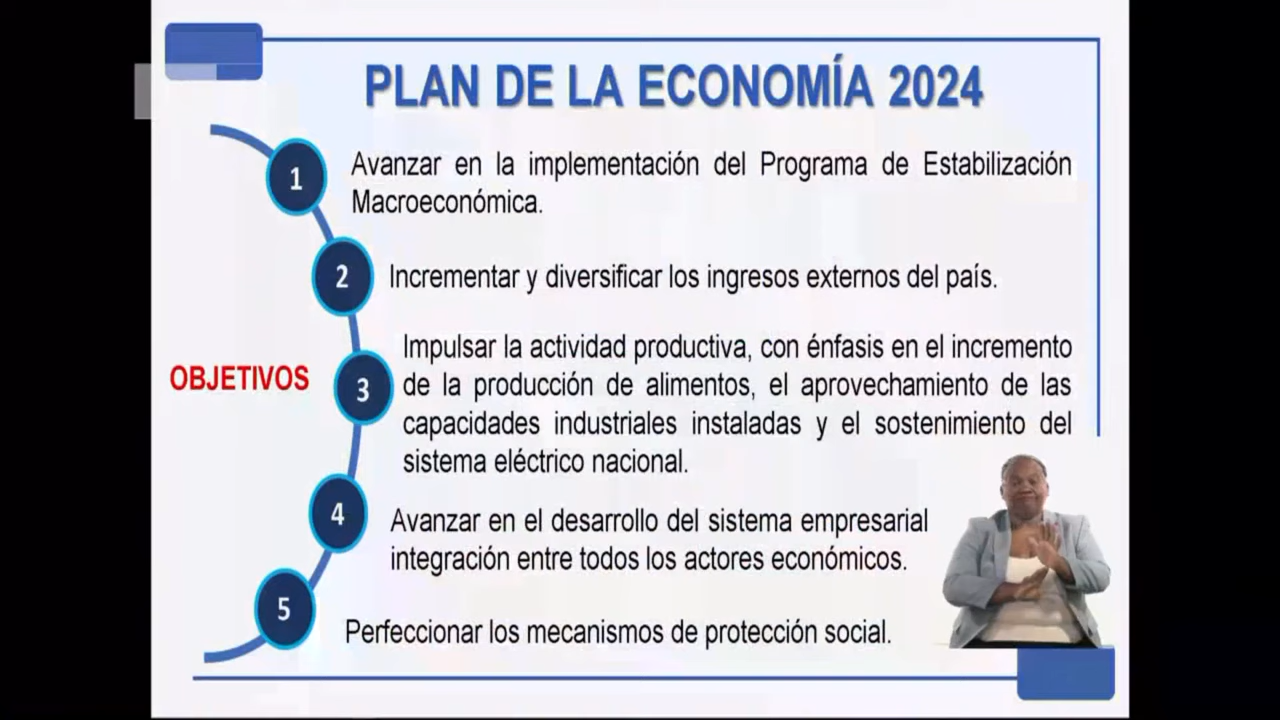 PLAN DE LA ECONOMÍA 2024
OBJETIVOS
1
Avanzar en la implementación del Programa de Estabilización
Macroeconómica.
2
Incrementar y diversificar los ingresos externos del país.
3
Impulsar la actividad productiva, con énfasis en el incremento
de la producción de alimentos, el aprovechamiento de las
capacidades industriales instaladas y el sostenimiento del
sistema eléctrico nacional.
4
Avanzar en el desarrollo del sistema empresarial
integración entre todos los actores económicos.
5
Perfeccionar los mecanismos de protección social.